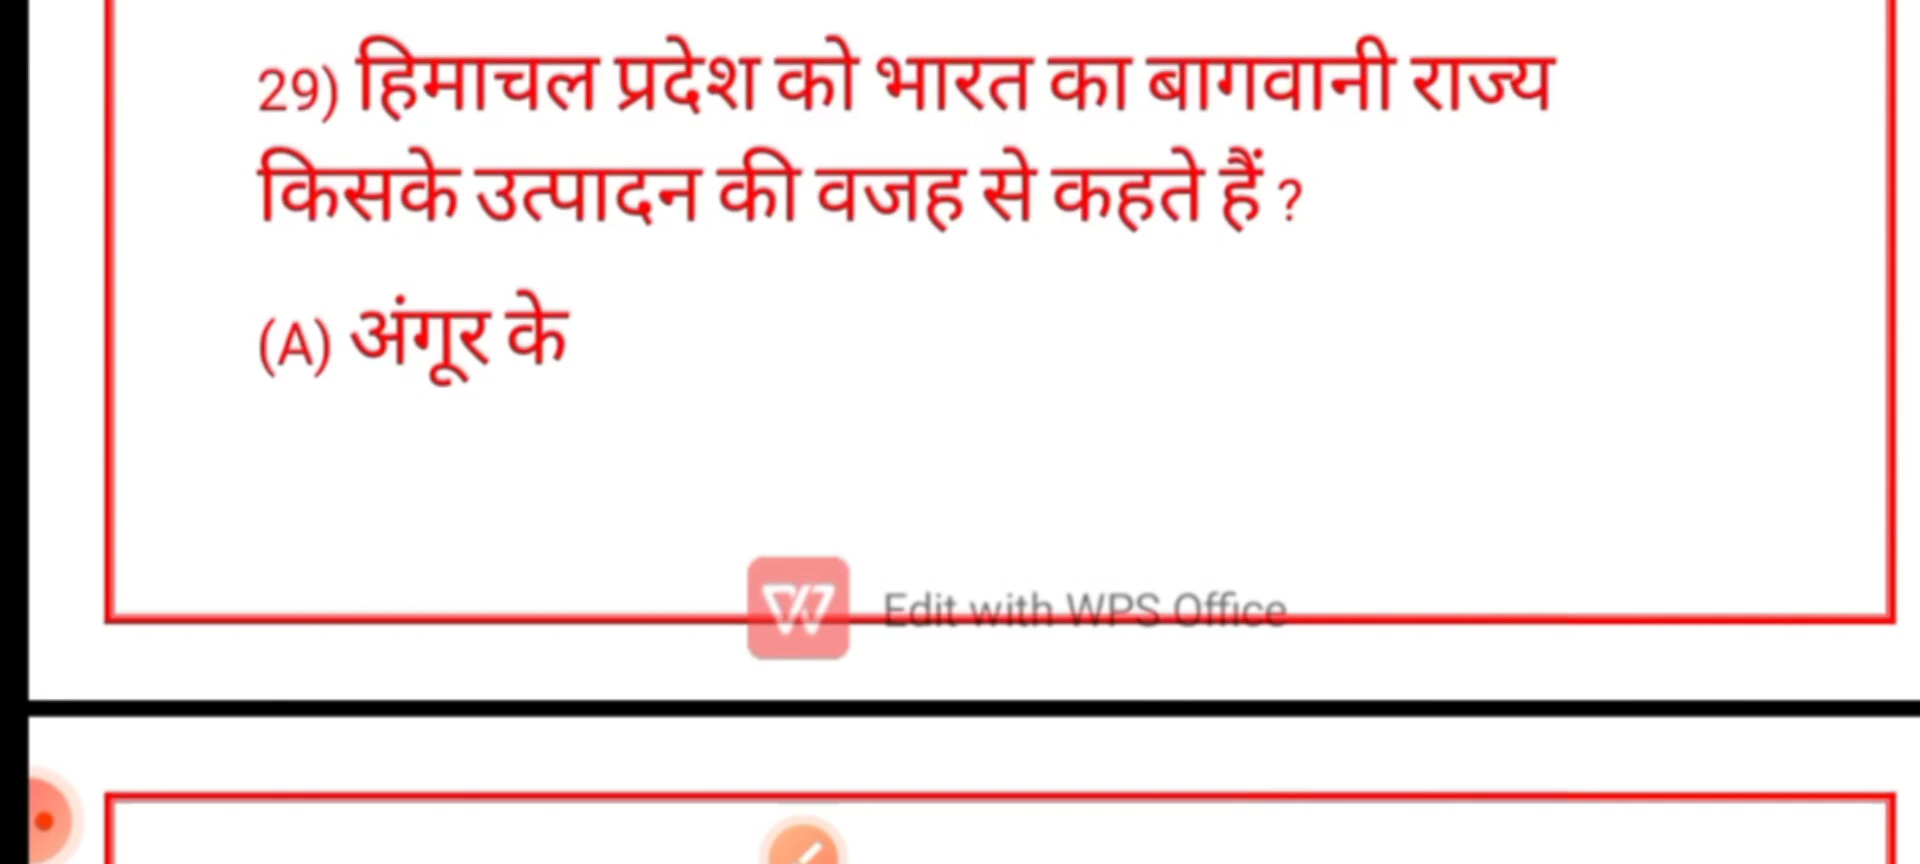 29) हिमाचल प्रदेश को भारत का बागवानी राज्य
किसके उत्पादन की वजह से कहते हैं ?
(A) अंगूर के
Edit with WPS Office